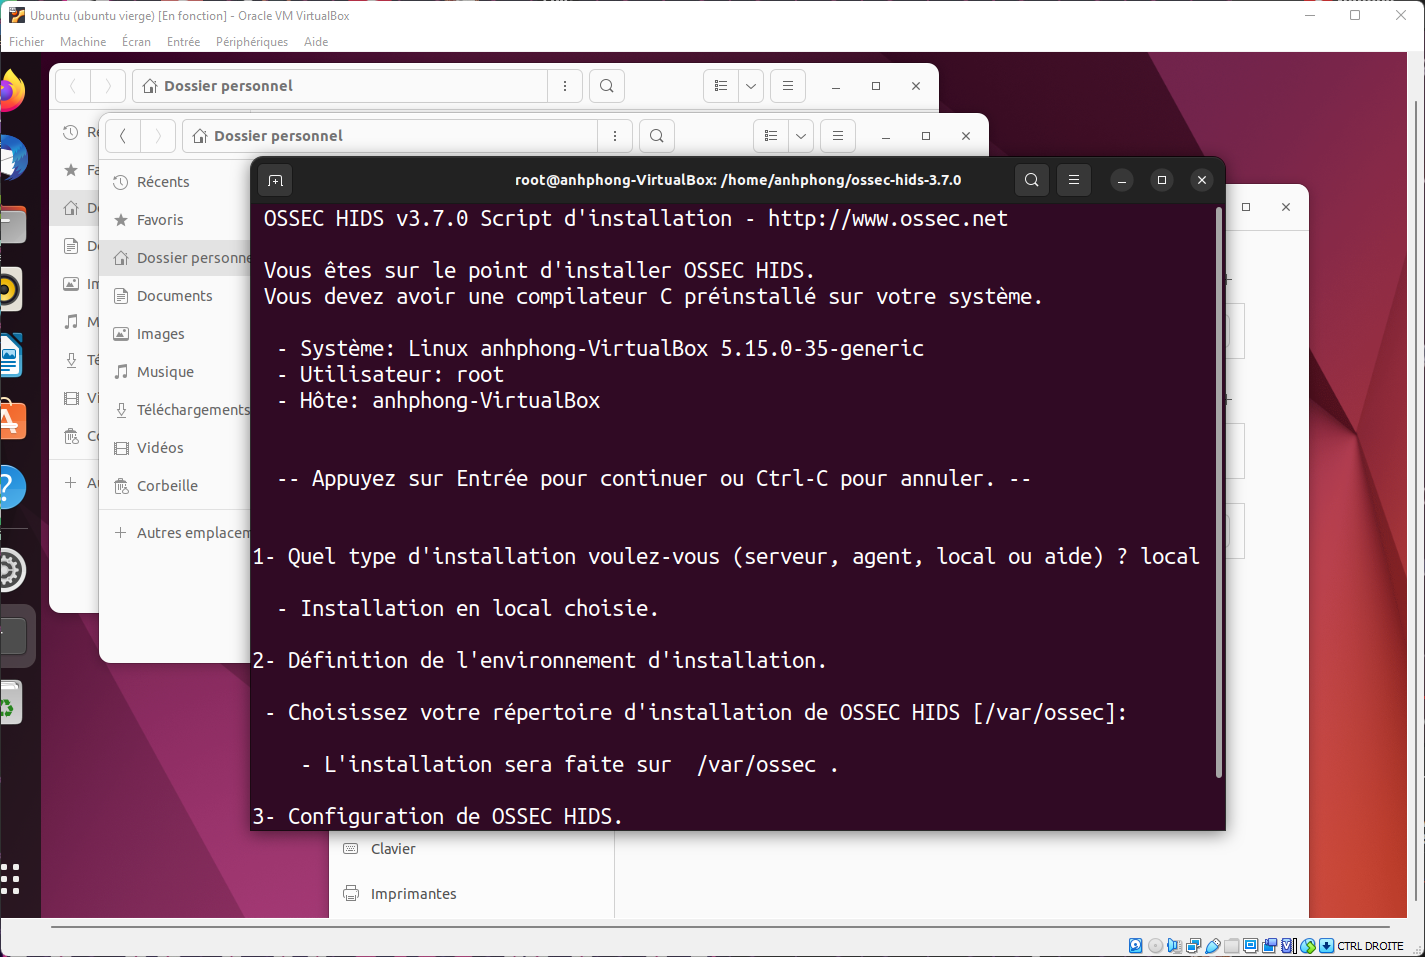 Ubuntu (ubuntu vierge) [En fonction] - Oracle VM VirtualBox
Fichier Machine Écran Entrée Périphériques Aide
Dossier personnel
Dossier personnel
Récents
Favoris
Dossier personne
Documents
Images
Musique
Téléchargements
Vidéos
Corbeille
Autres emplacem
root@anhphong-VirtualBox: /home/anhphong/ossec-hids-3.7.0
OSSEC HIDS v3.7.0 Script d'installation - http://www.ossec.net
Vous êtes sur le point d'installer OSSEC HIDS.
Vous devez avoir une compilateur C préinstallé sur votre système.
- Système: Linux anhphong-VirtualBox 5.15.0-35-generic
- Utilisateur: root
- Hôte: anhphong-VirtualBox
-- Appuyez sur Entrée pour continuer ou Ctrl-C pour annuler. --
1- Quel type d'installation voulez-vous (serveur, agent, local ou aide) ? local
- Installation en local choisie.
2- Définition de l'environnement d'installation.
- Choisissez votre répertoire d'installation de OSSEC HIDS [/var/ossec]:
- L'installation sera faite sur  /var/ossec .
3- Configuration de OSSEC HIDS.
Clavier
Imprimantes
CTRL DROITE